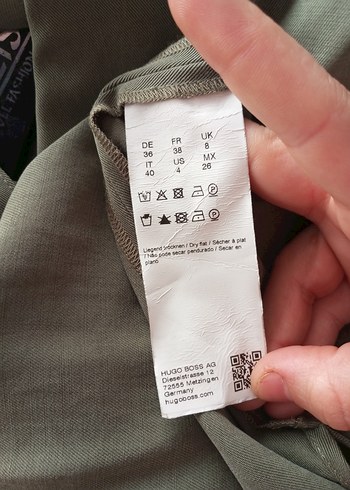 DE FR UK
36 38 8
IT US MX
40 4 26
Liegend trocknen / Dry flat / Sécher à plat
/ Não pode secar pendurado / Secar en
plano
HUGO BOSS AG
Dieselstrasse 12
72555 Metzingen
Germany
hugoboss.com